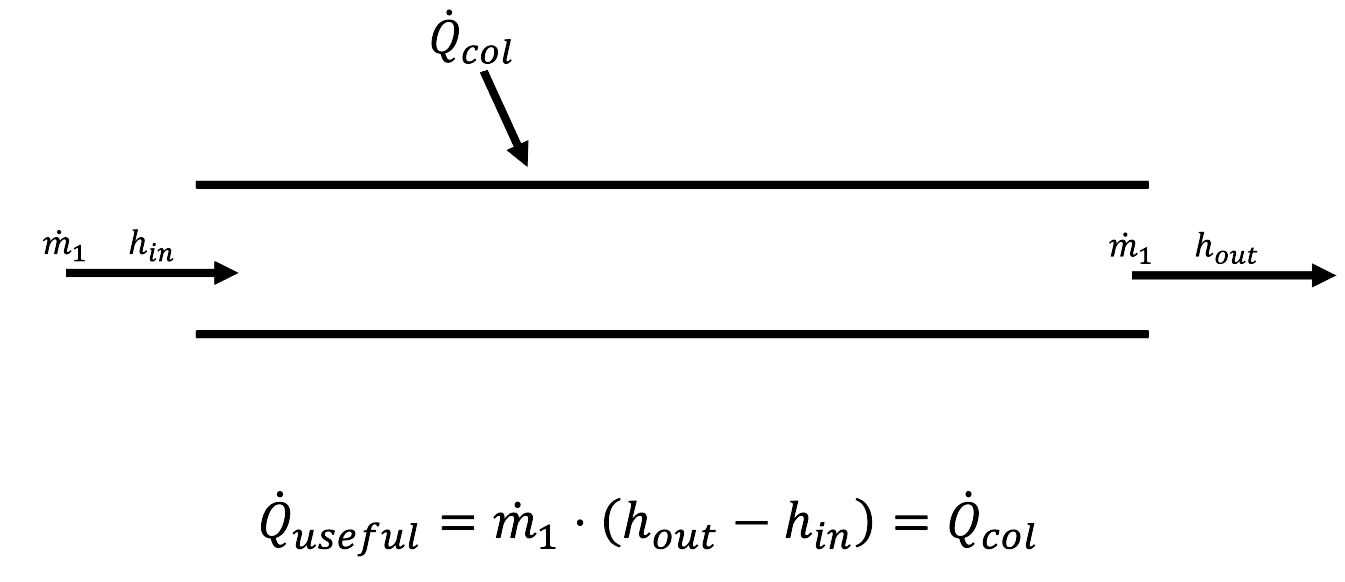 Q̇col
ṁ1 hin
ṁ1 hout
Q̇useful = ṁ1 · (hout − hin) = Q̇col